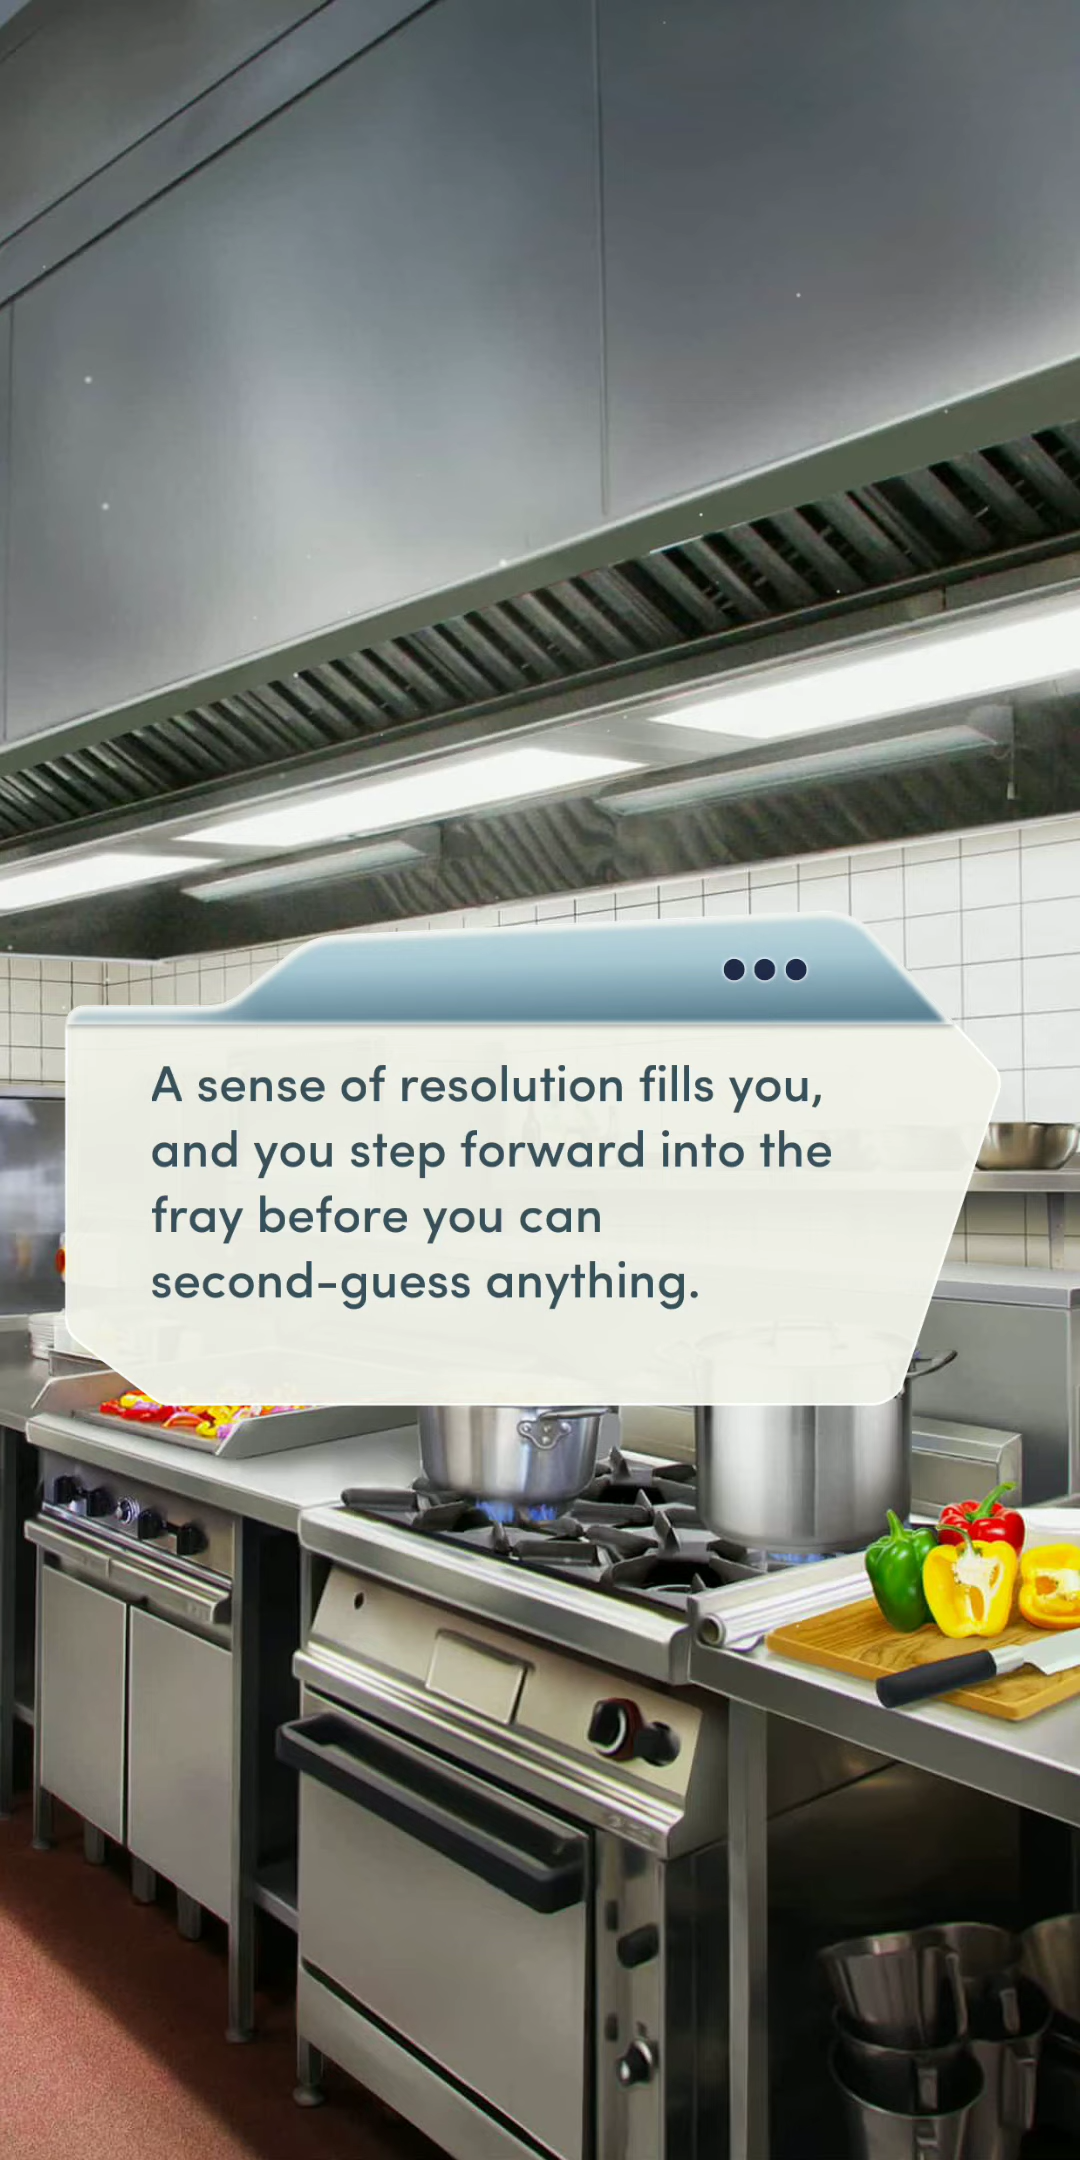 A sense of resolution fills you,
and you step forward into the
fray before you can
second-guess anything.